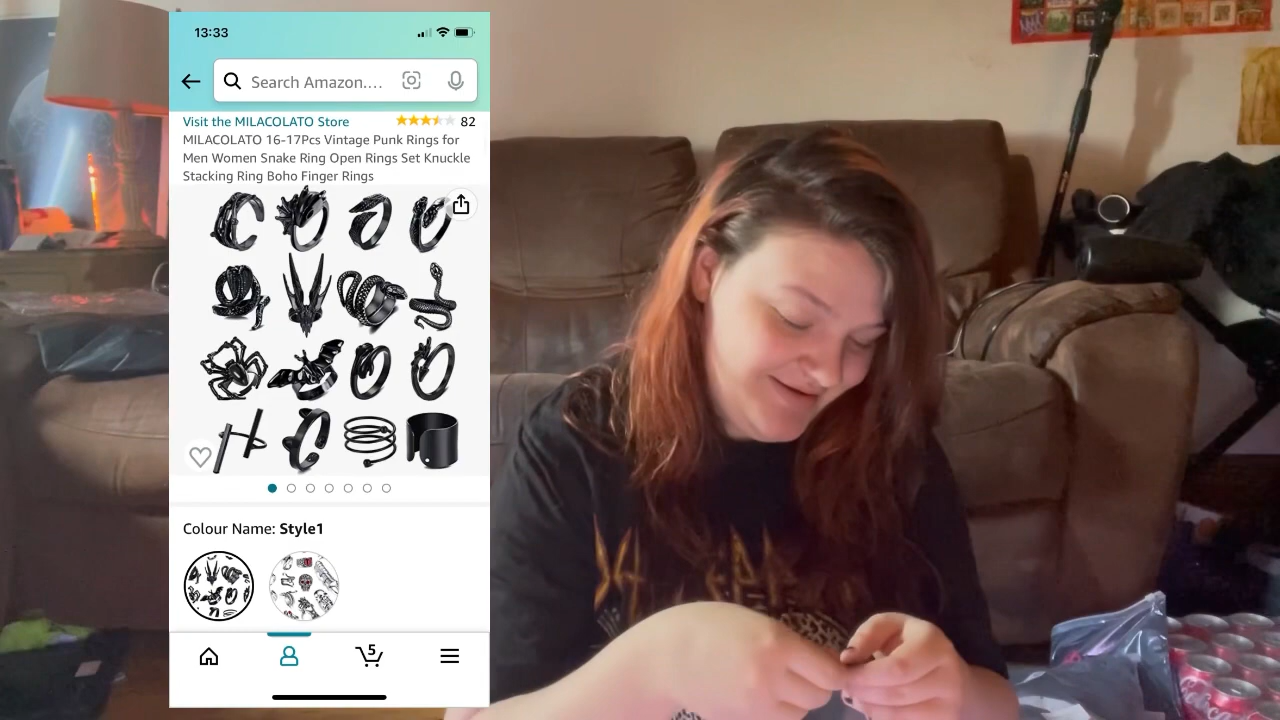 13:33
Search Amazon....
Visit the MILACOLATO Store
82
MILACOLATO 16-17Pcs Vintage Punk Rings for
Men Women Snake Ring Open Rings Set Knuckle
Stacking Ring Boho Finger Rings
Colour Name: Style1
5